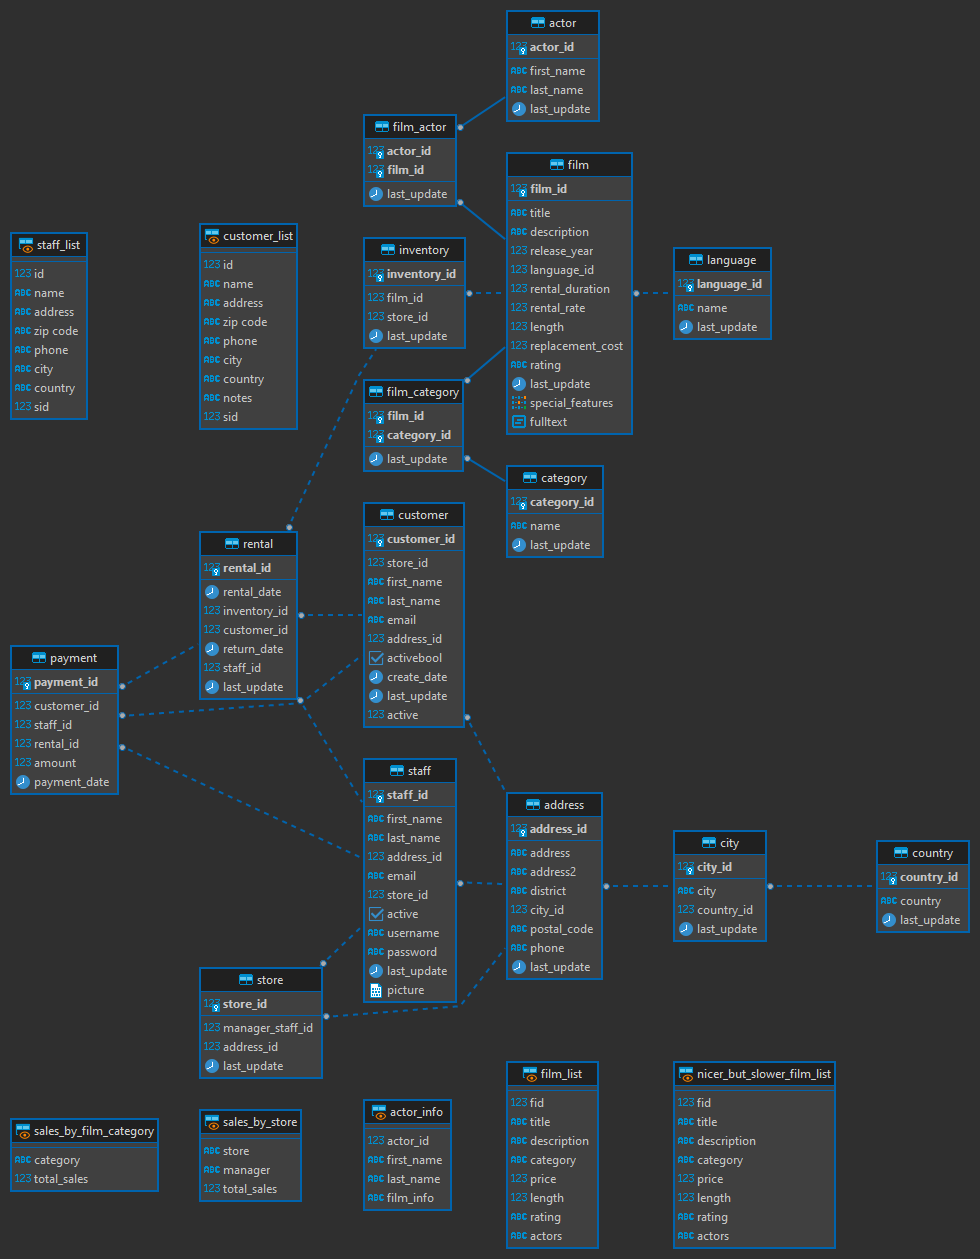 actor
123 actor_id
ABC first_name
ABC last_name
last_update
film_actor
123 actor_id
123 film_id
last_update
film
123 film_id
ABC title
ABC description
123 release_year
123 language_id
123 rental_duration
123 rental_rate
123 length
123 replacement_cost
ABC rating
last_update
special_features
fulltext
staff_list
123 id
ABC name
ABC address
ABC zip code
ABC phone
ABC city
ABC country
123 sid
customer_list
123 id
ABC name
ABC address
ABC zip code
ABC phone
ABC city
ABC country
ABC notes
123 sid
inventory
123 inventory_id
123 film_id
123 store_id
last_update
language
123 language_id
ABC name
last_update
film_category
123 film_id
123 category_id
last_update
category
123 category_id
ABC name
last_update
customer
123 customer_id
123 store_id
ABC first_name
ABC last_name
ABC email
123 address_id
activebool
create_date
last_update
123 active
rental
123 rental_id
rental_date
123 inventory_id
123 customer_id
return_date
123 staff_id
last_update
payment
123 payment_id
123 customer_id
123 staff_id
123 rental_id
123 amount
payment_date
staff
123 staff_id
ABC first_name
ABC last_name
123 address_id
ABC email
123 store_id
active
ABC username
ABC password
last_update
picture
address
123 address_id
ABC address
ABC address2
ABC district
123 city_id
ABC postal_code
ABC phone
last_update
city
123 city_id
ABC city
123 country_id
last_update
country
123 country_id
ABC country
last_update
store
123 store_id
123 manager_staff_id
123 address_id
last_update
sales_by_film_category
ABC category
123 total_sales
sales_by_store
ABC store
ABC manager
123 total_sales
actor_info
123 actor_id
ABC first_name
ABC last_name
ABC film_info
film_list
123 fid
ABC title
ABC description
ABC category
123 price
123 length
ABC rating
ABC actors
nicer_but_slower_film_list
123 fid
ABC title
ABC description
ABC category
123 price
123 length
ABC rating
ABC actors